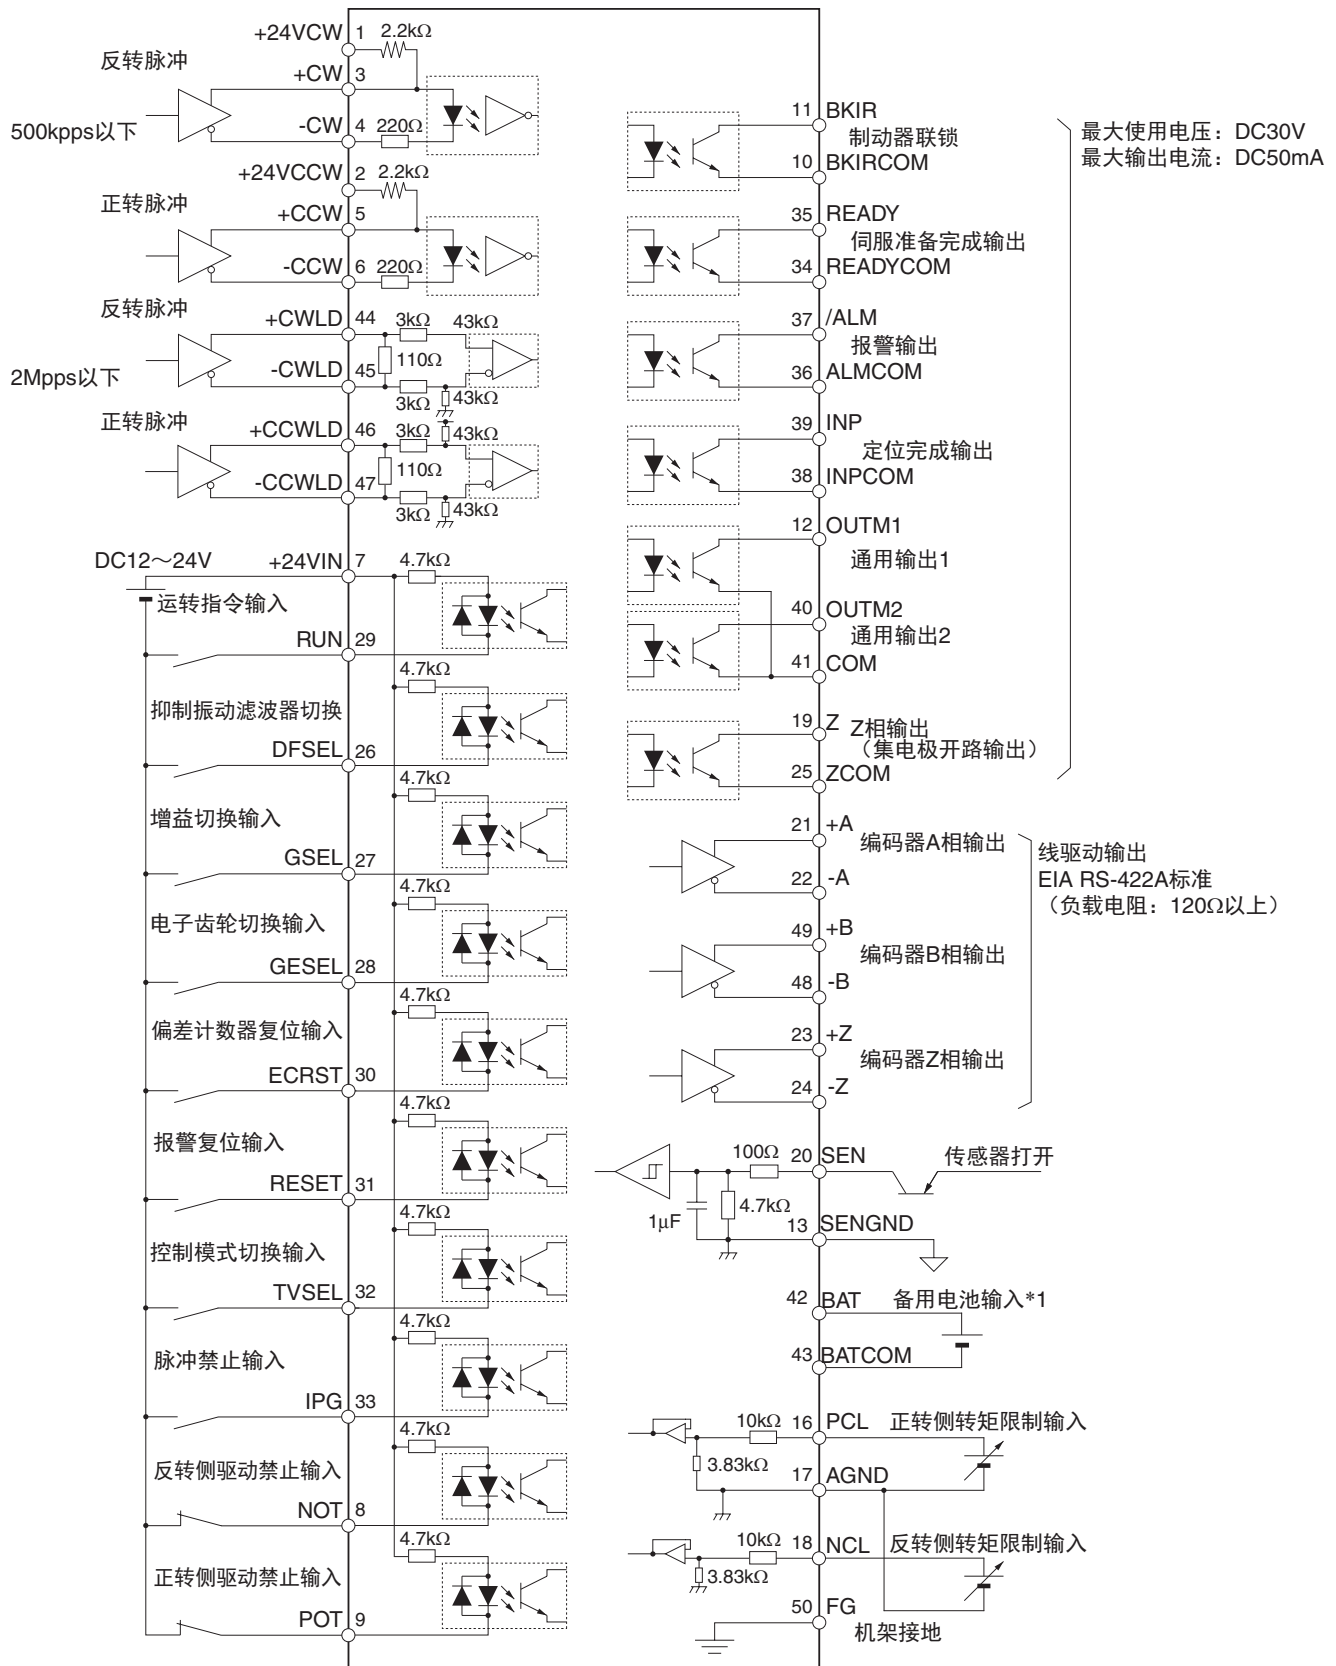 +24VCW 1 2.2kΩ
反转脉冲
+CW 3
500kpps以下
-CW 4 220Ω
+24VCCW 2 2.2kΩ
正转脉冲
+CCW 5
-CCW 6 220Ω
反转脉冲
+CWLD 44 3kΩ 43kΩ
110Ω
2Mpps以下
-CWLD 45
3kΩ 43kΩ
正转脉冲
+CCWLD 46 3kΩ 43kΩ
110Ω
-CCWLD 47
3kΩ 43kΩ
DC12～24V
+24VIN 7 4.7kΩ
运转指令输入
RUN 29
4.7kΩ
抑制振动滤波器切换
DFSEL 26
4.7kΩ
增益切换输入
GSEL 27
4.7kΩ
电子齿轮切换输入
GESEL 28
4.7kΩ
偏差计数器复位输入
ECRST 30
4.7kΩ
报警复位输入
RESET 31
4.7kΩ
控制模式切换输入
TVSEL 32
4.7kΩ
脉冲禁止输入
IPG 33
4.7kΩ
反转侧驱动禁止输入
NOT 8
4.7kΩ
正转侧驱动禁止输入
POT 9
11 BKIR
制动器联锁
10 BKIRCOM
最大使用电压：DC30V
最大输出电流：DC50mA
35 READY
伺服准备完成输出
34 READYCOM
37 /ALM
报警输出
36 ALMCOM
39 INP
定位完成输出
38 INPCOM
12 OUTM1
通用输出1
40 OUTM2
通用输出2
41 COM
19 Z Z相输出
（集电极开路输出）
25 ZCOM
21 +A
编码器A相输出
22 -A
线驱动输出
EIA RS-422A标准
（负载电阻：120Ω以上）
49 +B
编码器B相输出
48 -B
23 +Z
编码器Z相输出
24 -Z
100Ω 20 SEN 传感器打开
1μF 4.7kΩ
13 SENGND
42 BAT 备用电池输入*1
43 BATCOM
10kΩ 16 PCL 正转侧转矩限制输入
3.83kΩ
17 AGND
10kΩ 18 NCL 反转侧转矩限制输入
3.83kΩ
50 FG
机架接地